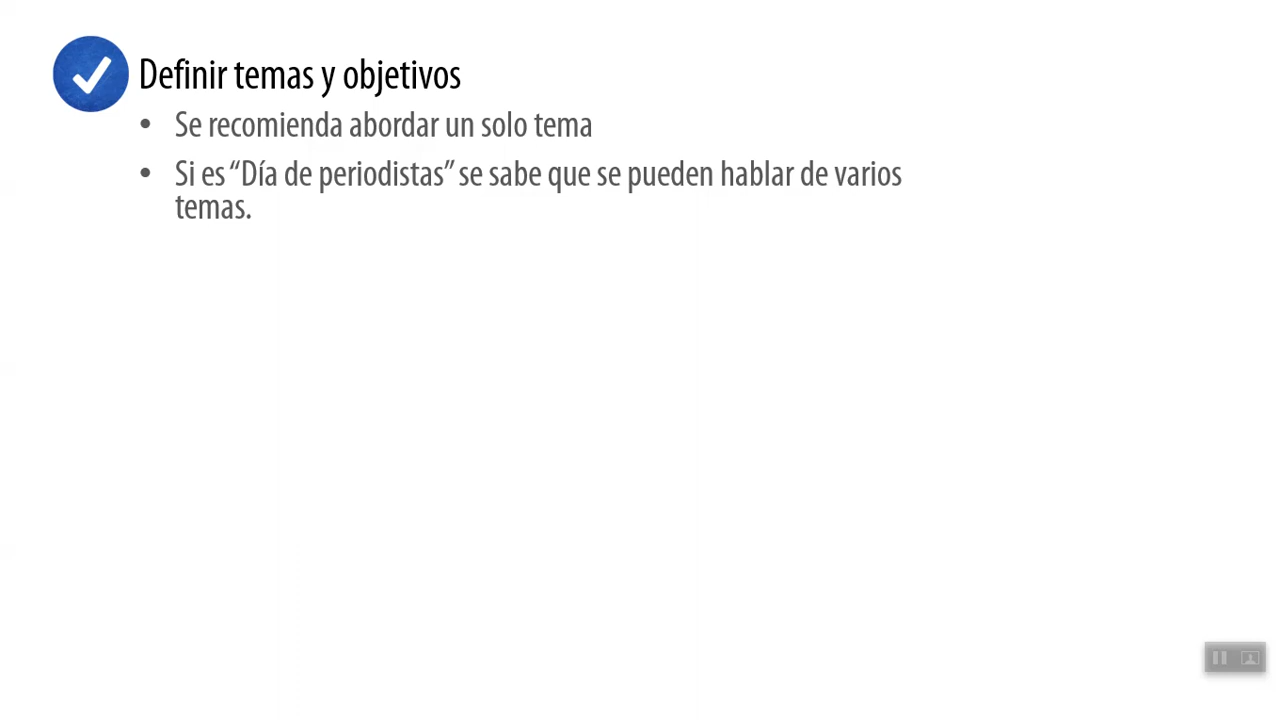 Definir temas y objetivos
• Se recomienda abordar un solo tema
• Si es “Día de periodistas” se sabe que se pueden hablar de varios
temas.